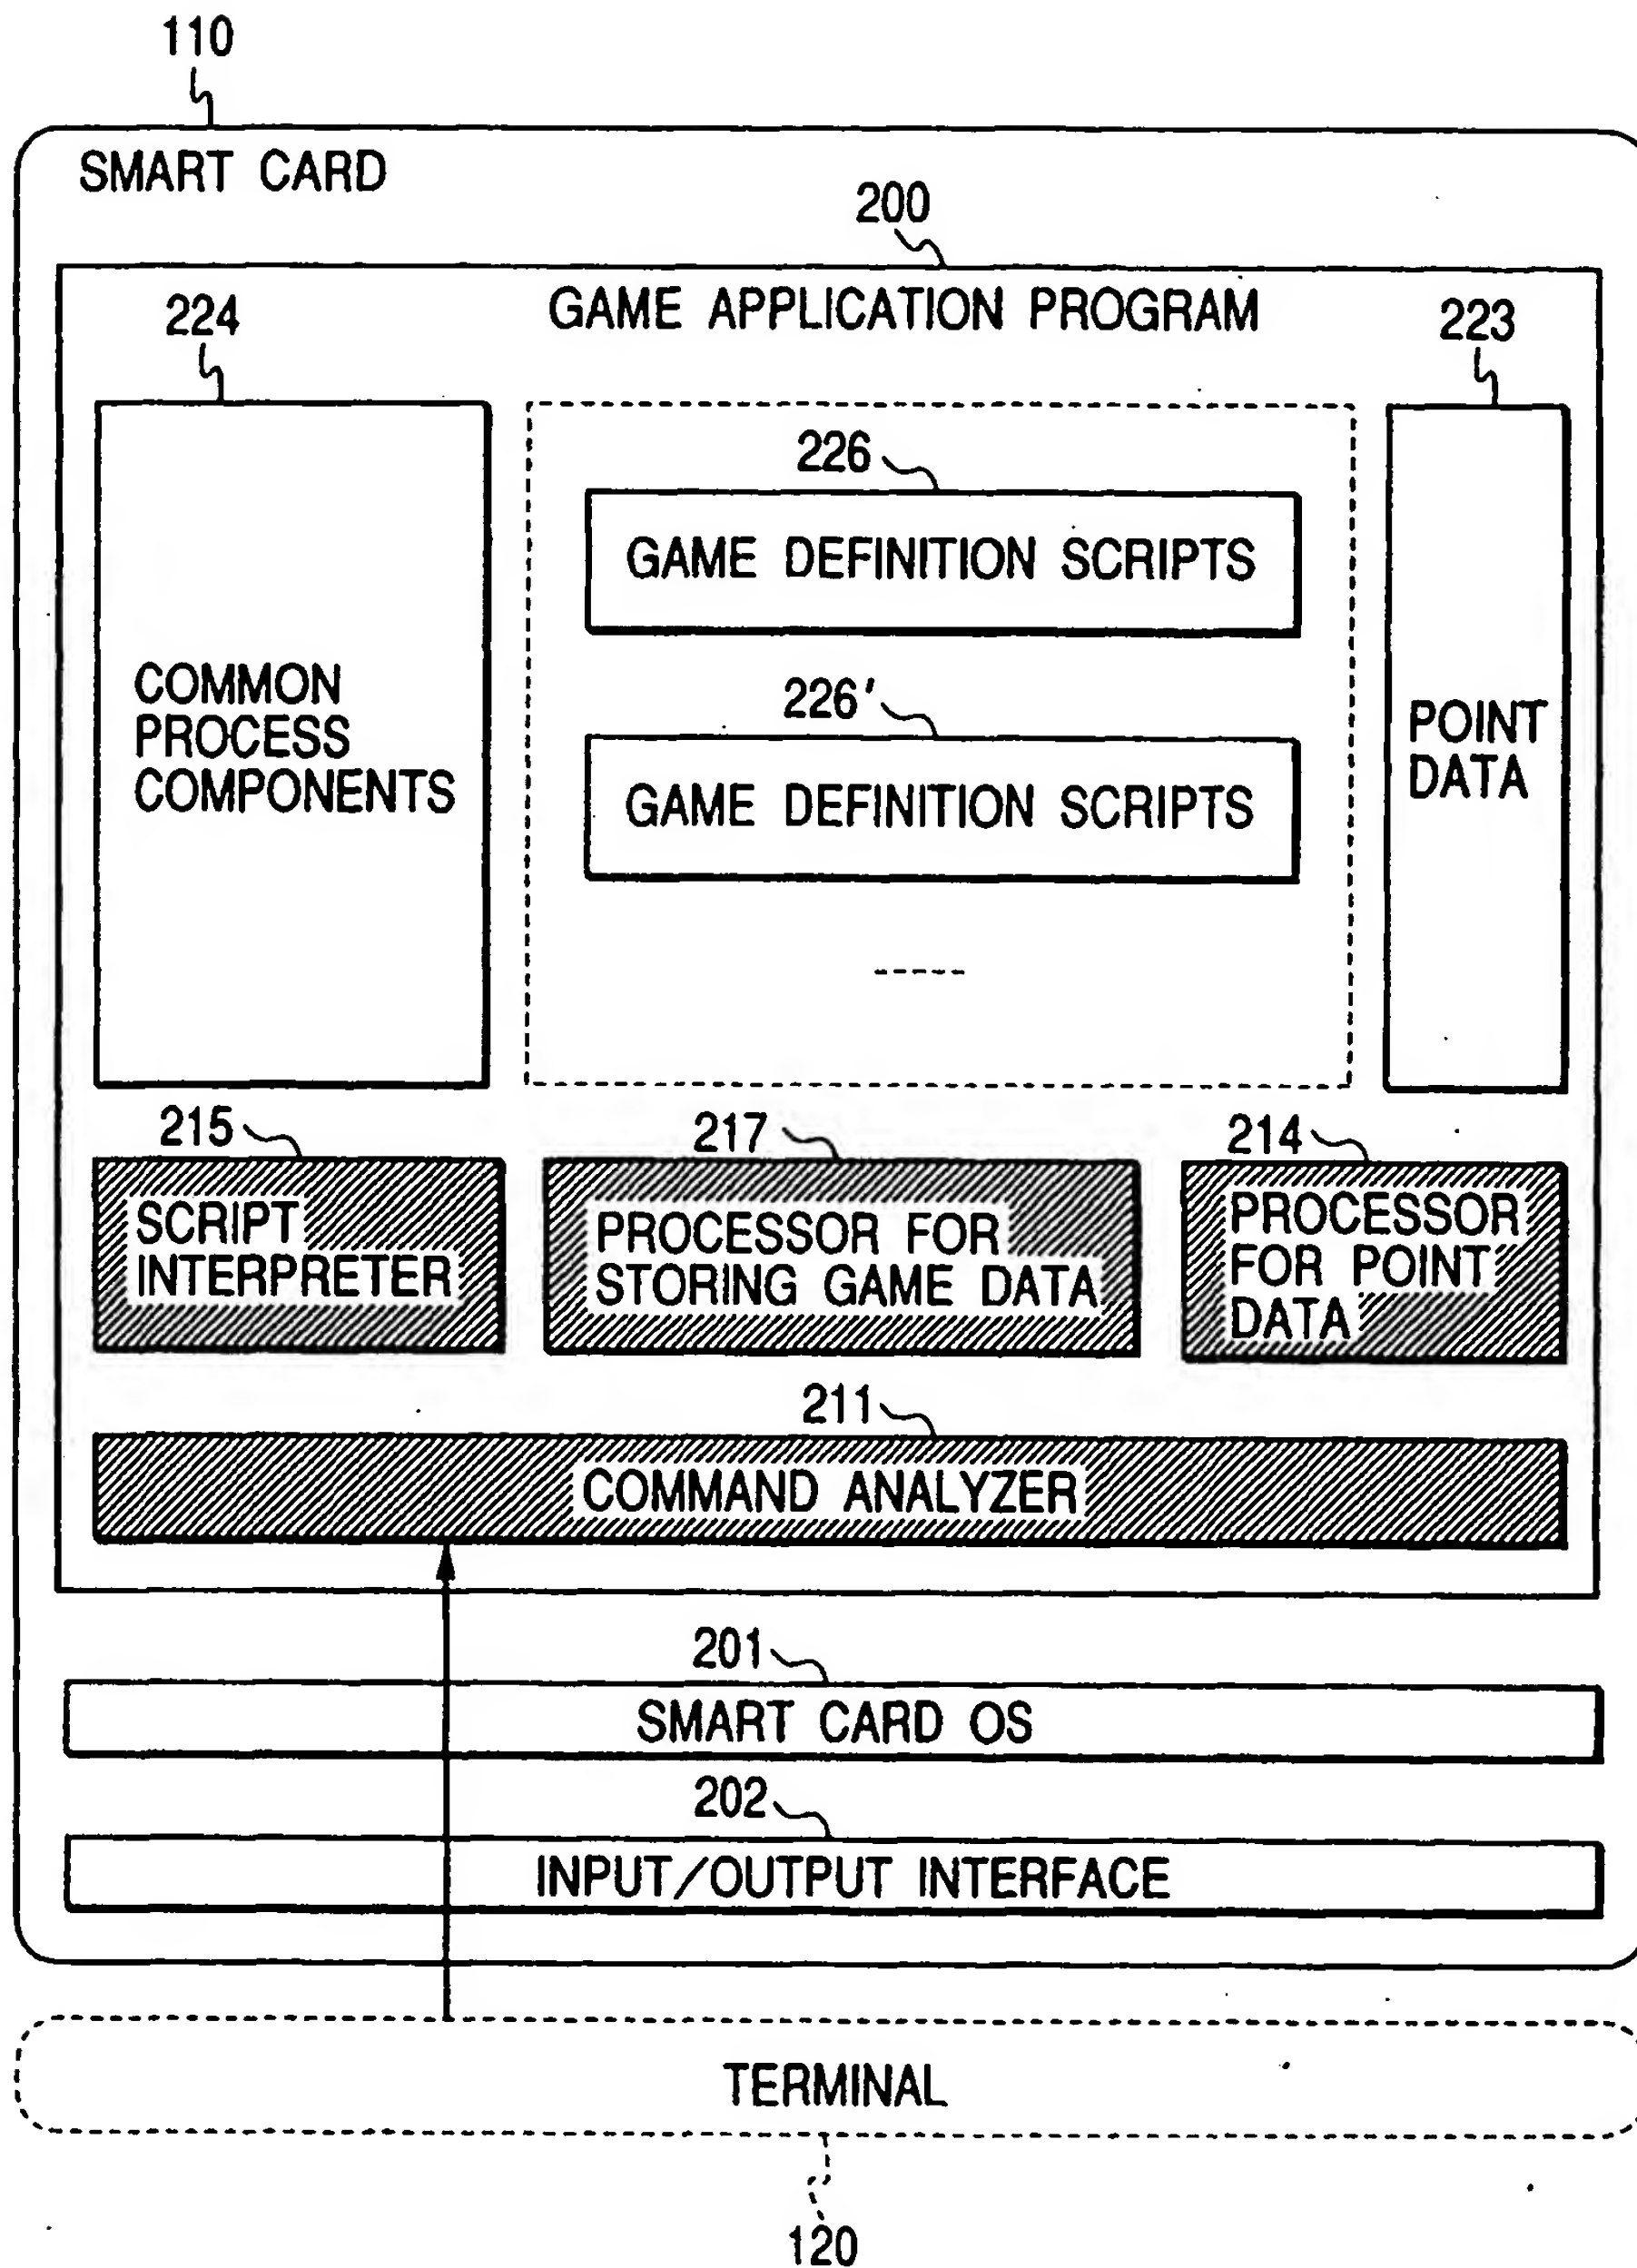 110
SMART CARD
200
GAME APPLICATION PROGRAM
224
223
226
GAME DEFINITION SCRIPTS
COMMON
PROCESS
COMPONENTS
226'
GAME DEFINITION SCRIPTS
POINT
DATA
215
SCRIPT
INTERPRETER
217
PROCESSOR FOR
STORING GAME DATA
214
PROCESSOR
FOR POINT
DATA
211
COMMAND ANALYZER
201
SMART CARD OS
202
INPUT/OUTPUT INTERFACE
TERMINAL
120